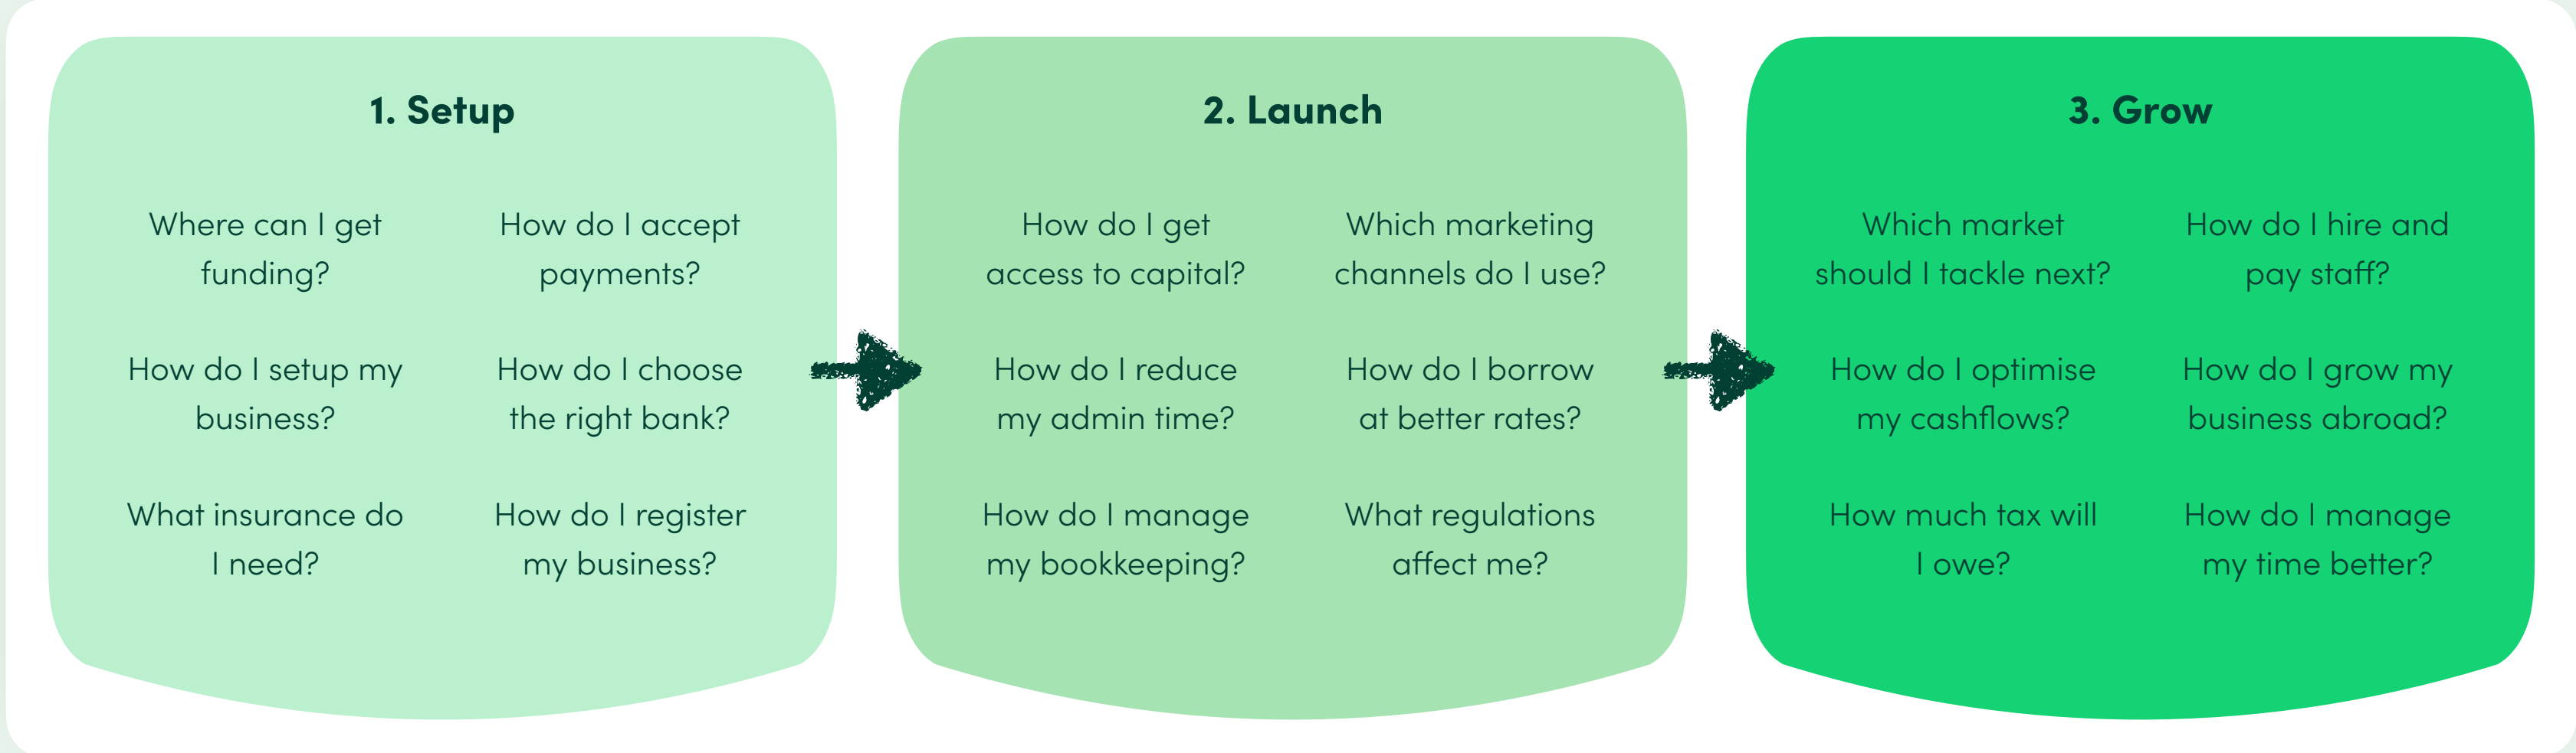 1. Setup
Where can I get
funding?
How do I accept
payments?
How do I setup my
business?
How do I choose
the right bank?
What insurance do
I need?
How do I register
my business?
2. Launch
How do I get
access to capital?
Which marketing
channels do I use?
How do I reduce
my admin time?
How do I borrow
at better rates?
How do I manage
my bookkeeping?
What regulations
affect me?
3. Grow
Which market
should I tackle next?
How do I hire and
pay staff?
How do I optimise
my cashflows?
How do I grow my
business abroad?
How much tax will
I owe?
How do I manage
my time better?